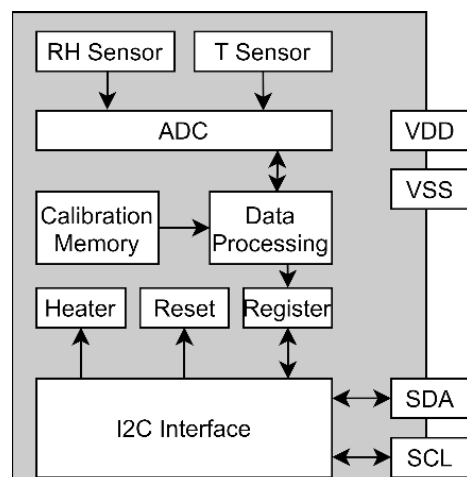 RH Sensor
T Sensor
ADC
VDD
VSS
Calibration
Memory
Data
Processing
Heater
Reset
Register
I2C Interface
SDA
SCL